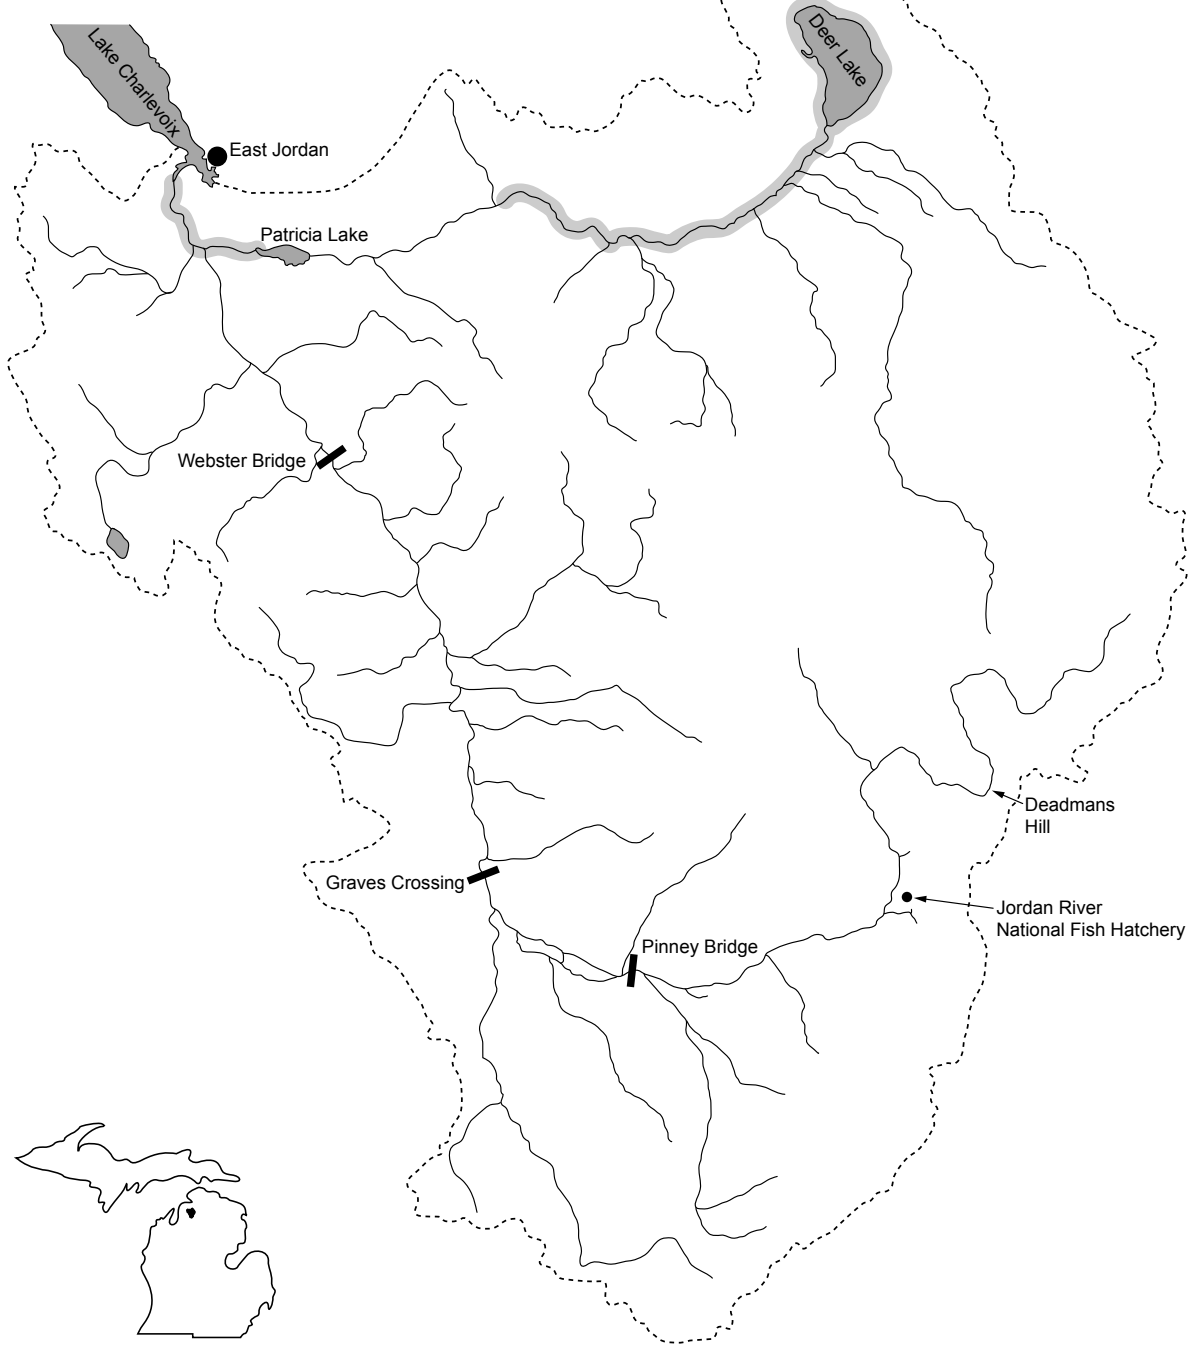 Lake Charlevoix
Deer Lake
East Jordan
Patricia Lake
Webster Bridge
Deadmans
Hill
Graves Crossing
Jordan River
National Fish Hatchery
Pinney Bridge